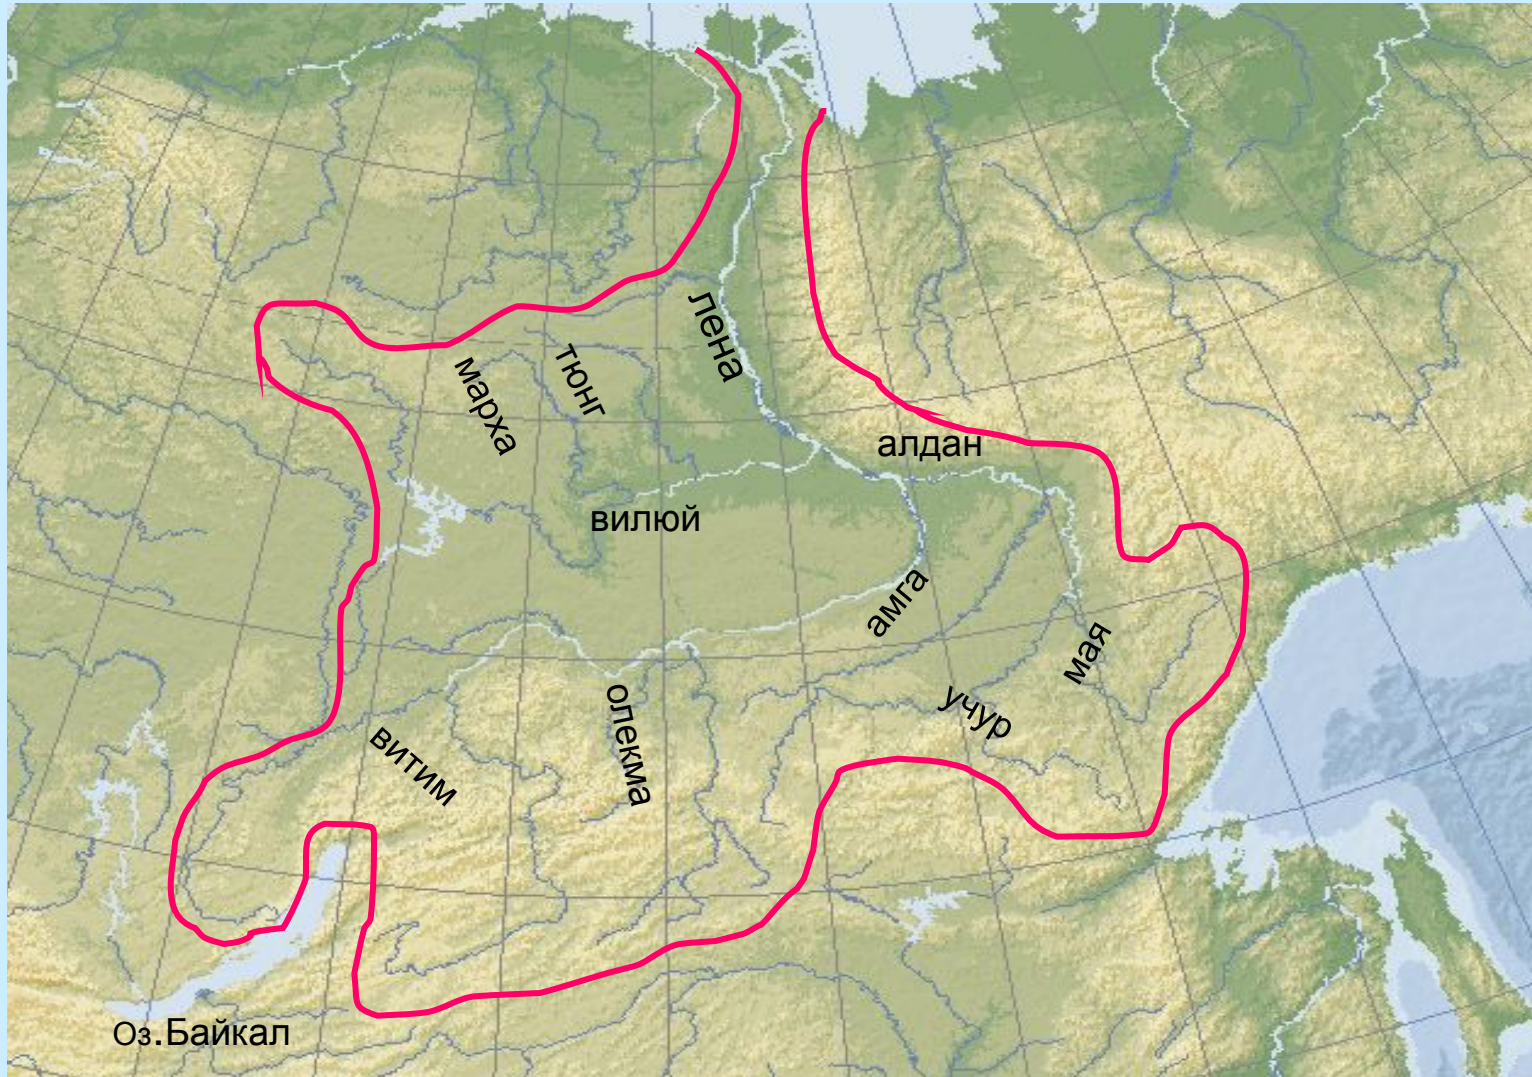 лена
тюнг
марха
алдан
вилюй
амга
мая
олекма
учур
витим
Оз.Байкал